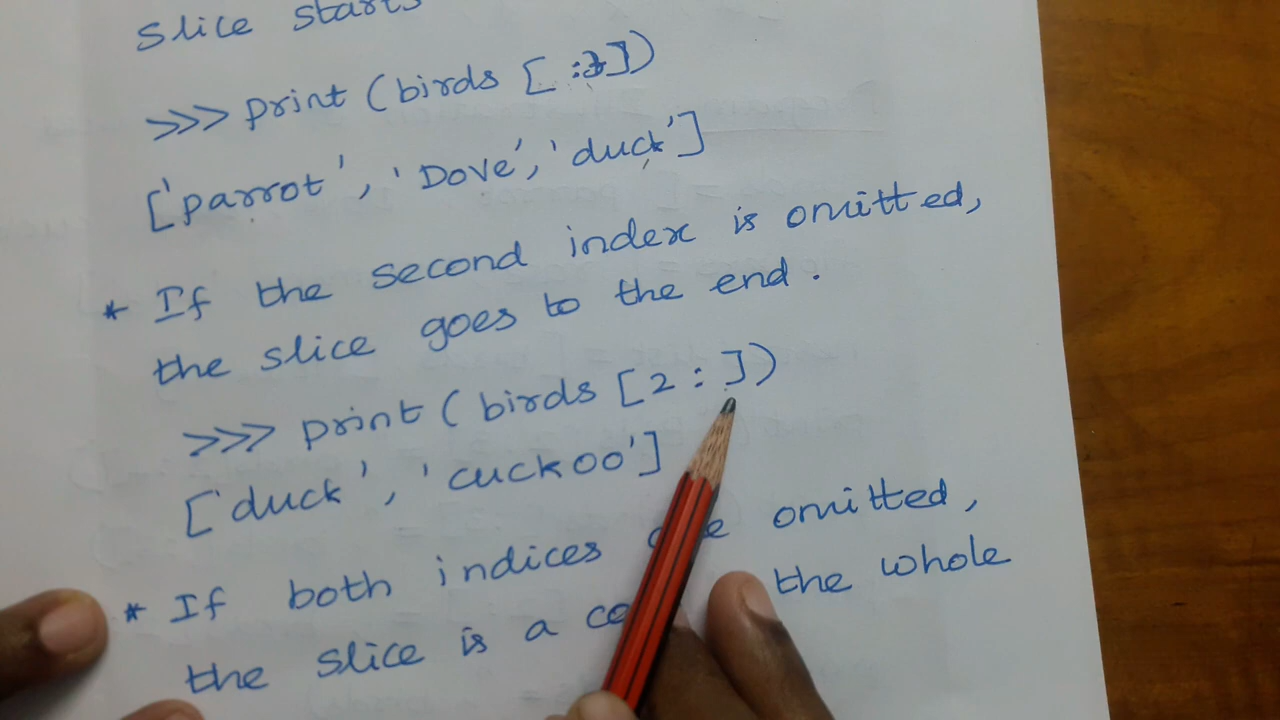 Slice starts
>>> print (birds [ :3])
['parrot', 'Dove', 'duck']
* If the second index is omitted,
the slice goes to the end.
>>> print (birds [2 : ])
['duck', 'cuckoo']
* If both indices omitted,
the slice is a the whole